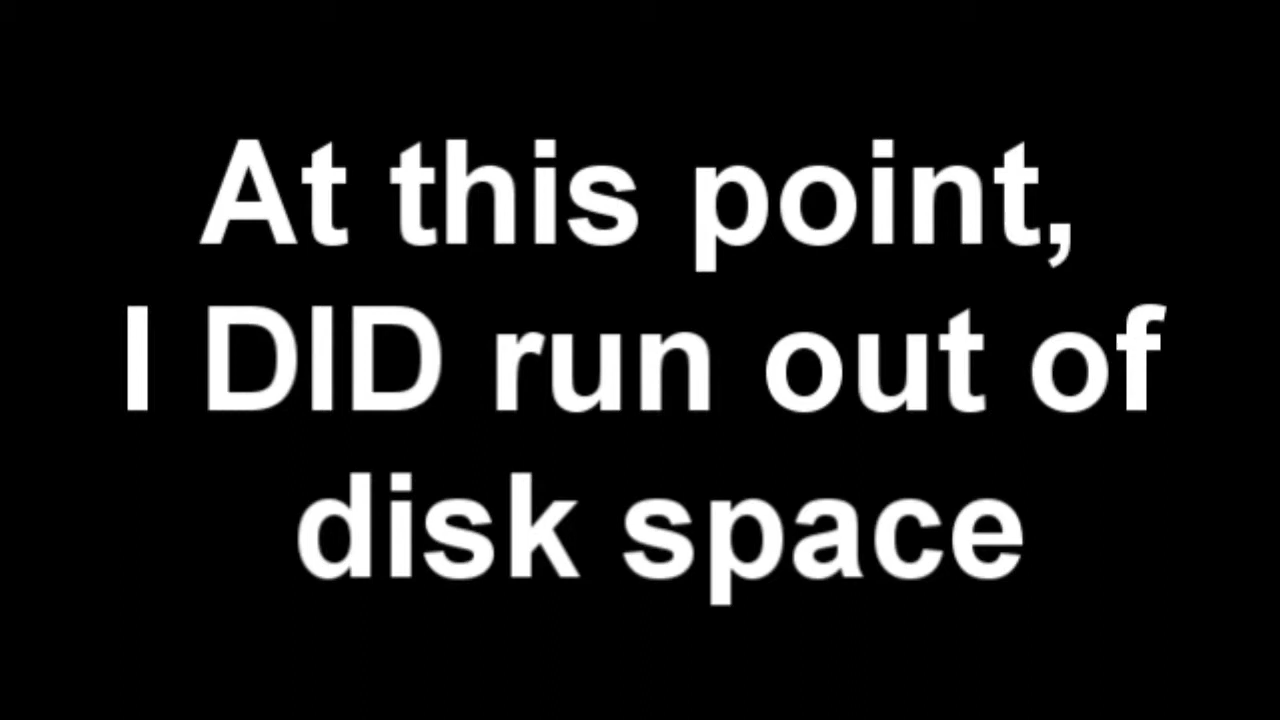 At this point,
I DID run out of
disk space